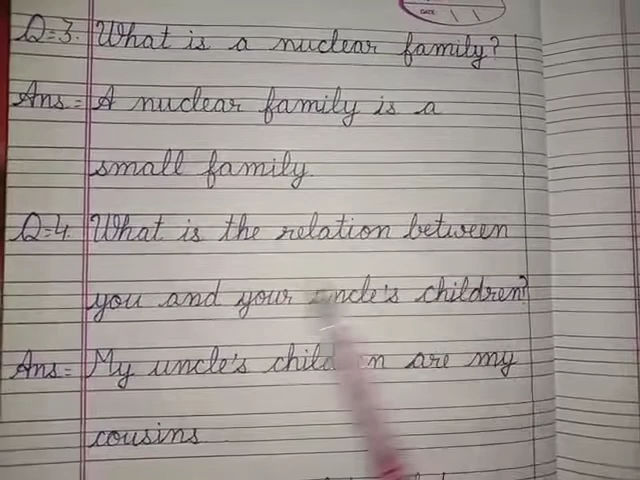 DATE
Q=3. What is a nuclear family?
Ans= A nuclear family is a
small family.
Q=4. What is the relation between
you and your uncle's children?
Ans= My uncle's children are my
cousins